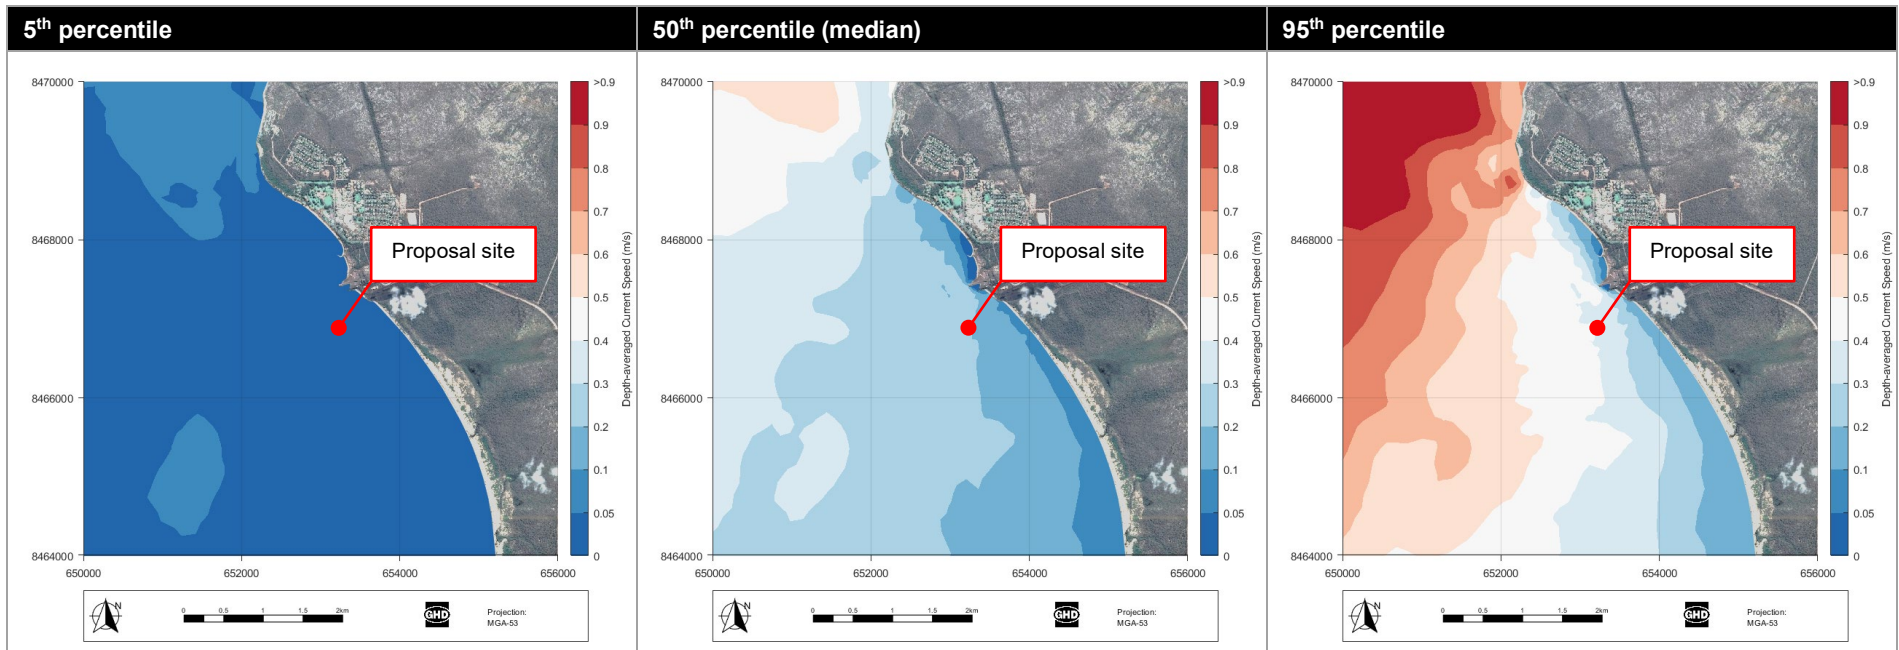 5th percentile
50th percentile (median)
95th percentile
8470000
8468000
8466000
8464000
650000
652000
654000
656000
Proposal site
>0.9
0.9
0.8
0.7
0.6
0.5
0.4
0.3
0.2
0.1
0.05
0
Depth-averaged Current Speed (m/s)
N
0 0.5 1 1.5 2km
GHD
Projection:
MGA-53
8470000
8468000
8466000
8464000
650000
652000
654000
656000
Proposal site
>0.9
0.9
0.8
0.7
0.6
0.5
0.4
0.3
0.2
0.1
0.05
0
Depth-averaged Current Speed (m/s)
N
0 0.5 1 1.5 2km
GHD
Projection:
MGA-53
8470000
8468000
8466000
8464000
650000
652000
654000
656000
Proposal site
>0.9
0.9
0.8
0.7
0.6
0.5
0.4
0.3
0.2
0.1
0.05
0
Depth-averaged Current Speed (m/s)
N
0 0.5 1 1.5 2km
GHD
Projection:
MGA-53